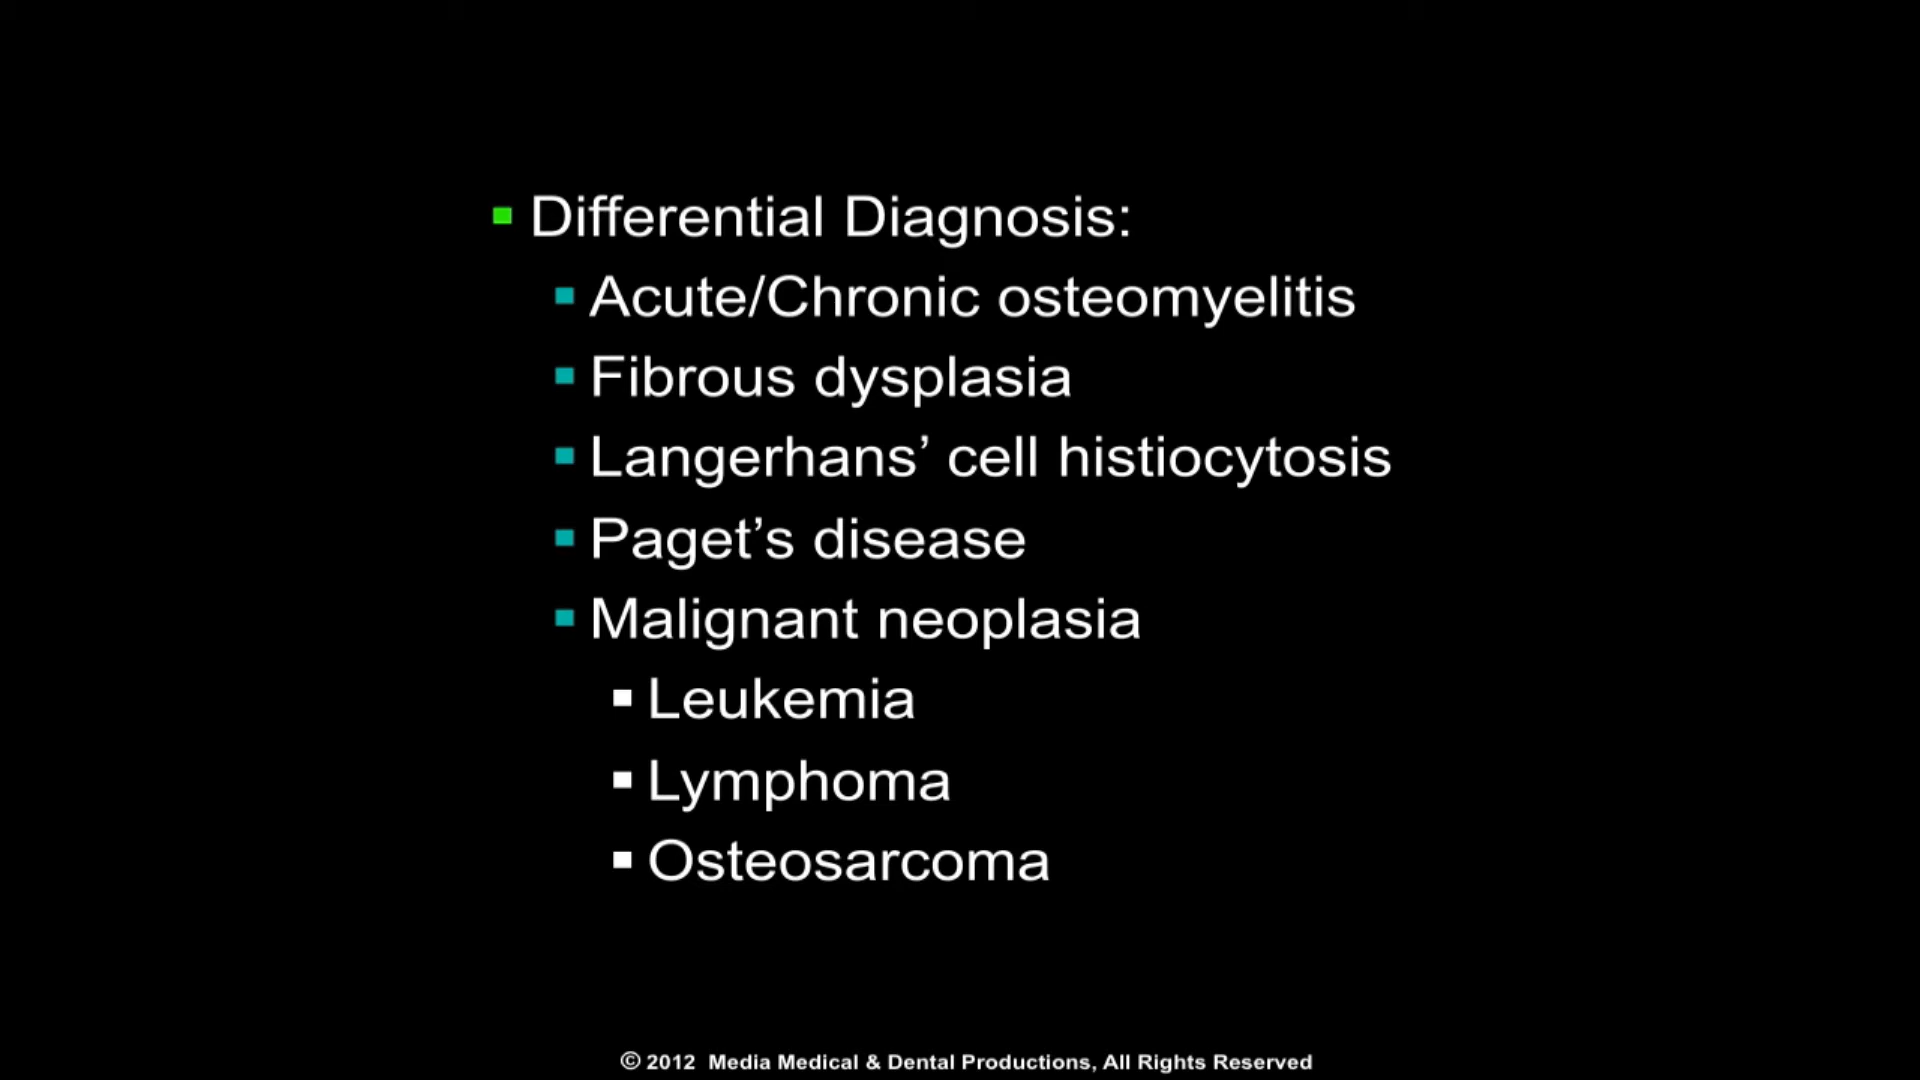 Differential Diagnosis:
Acute/Chronic osteomyelitis
Fibrous dysplasia
Langerhans’ cell histiocytosis
Paget’s disease
Malignant neoplasia
Leukemia
Lymphoma
Osteosarcoma
© 2012 Media Medical & Dental Productions, All Rights Reserved